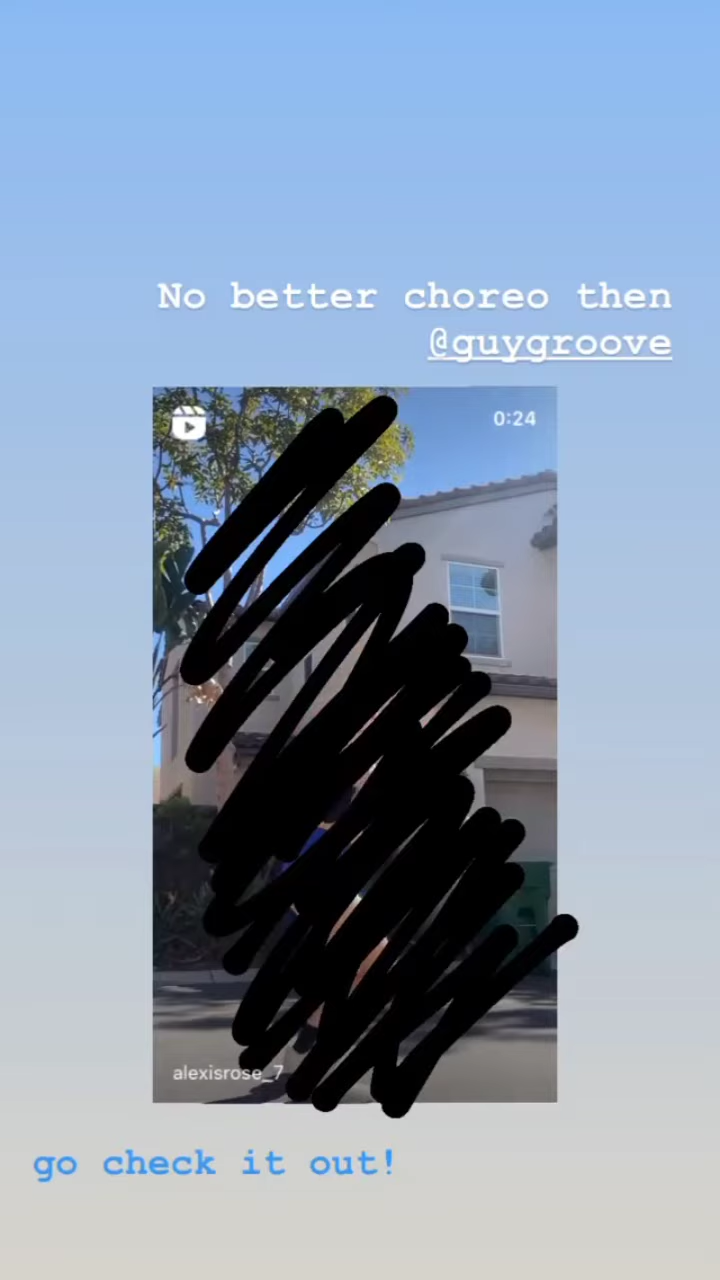 No better choreo then
@guygroove
0:24
alexisrose_7
go check it out!